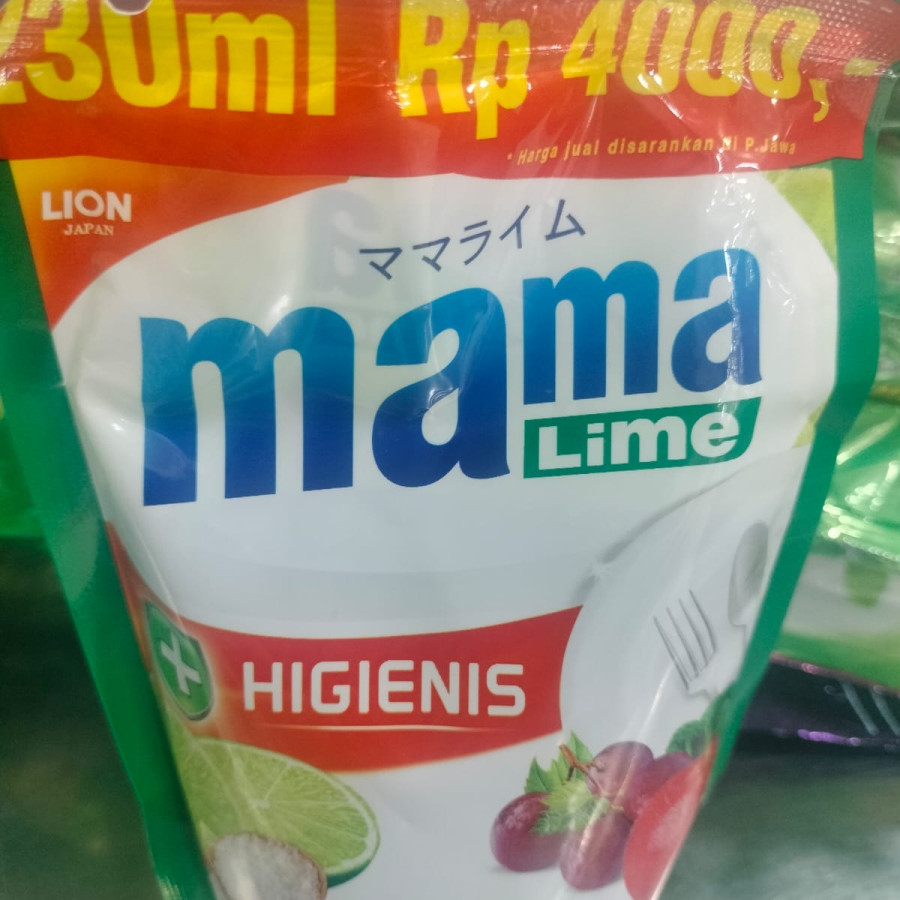 230ml Rp 4000,-
* Harga jual disarankan di P.Jawa
LION
JAPAN
ママライム
mama
Lime
HIGIENIS